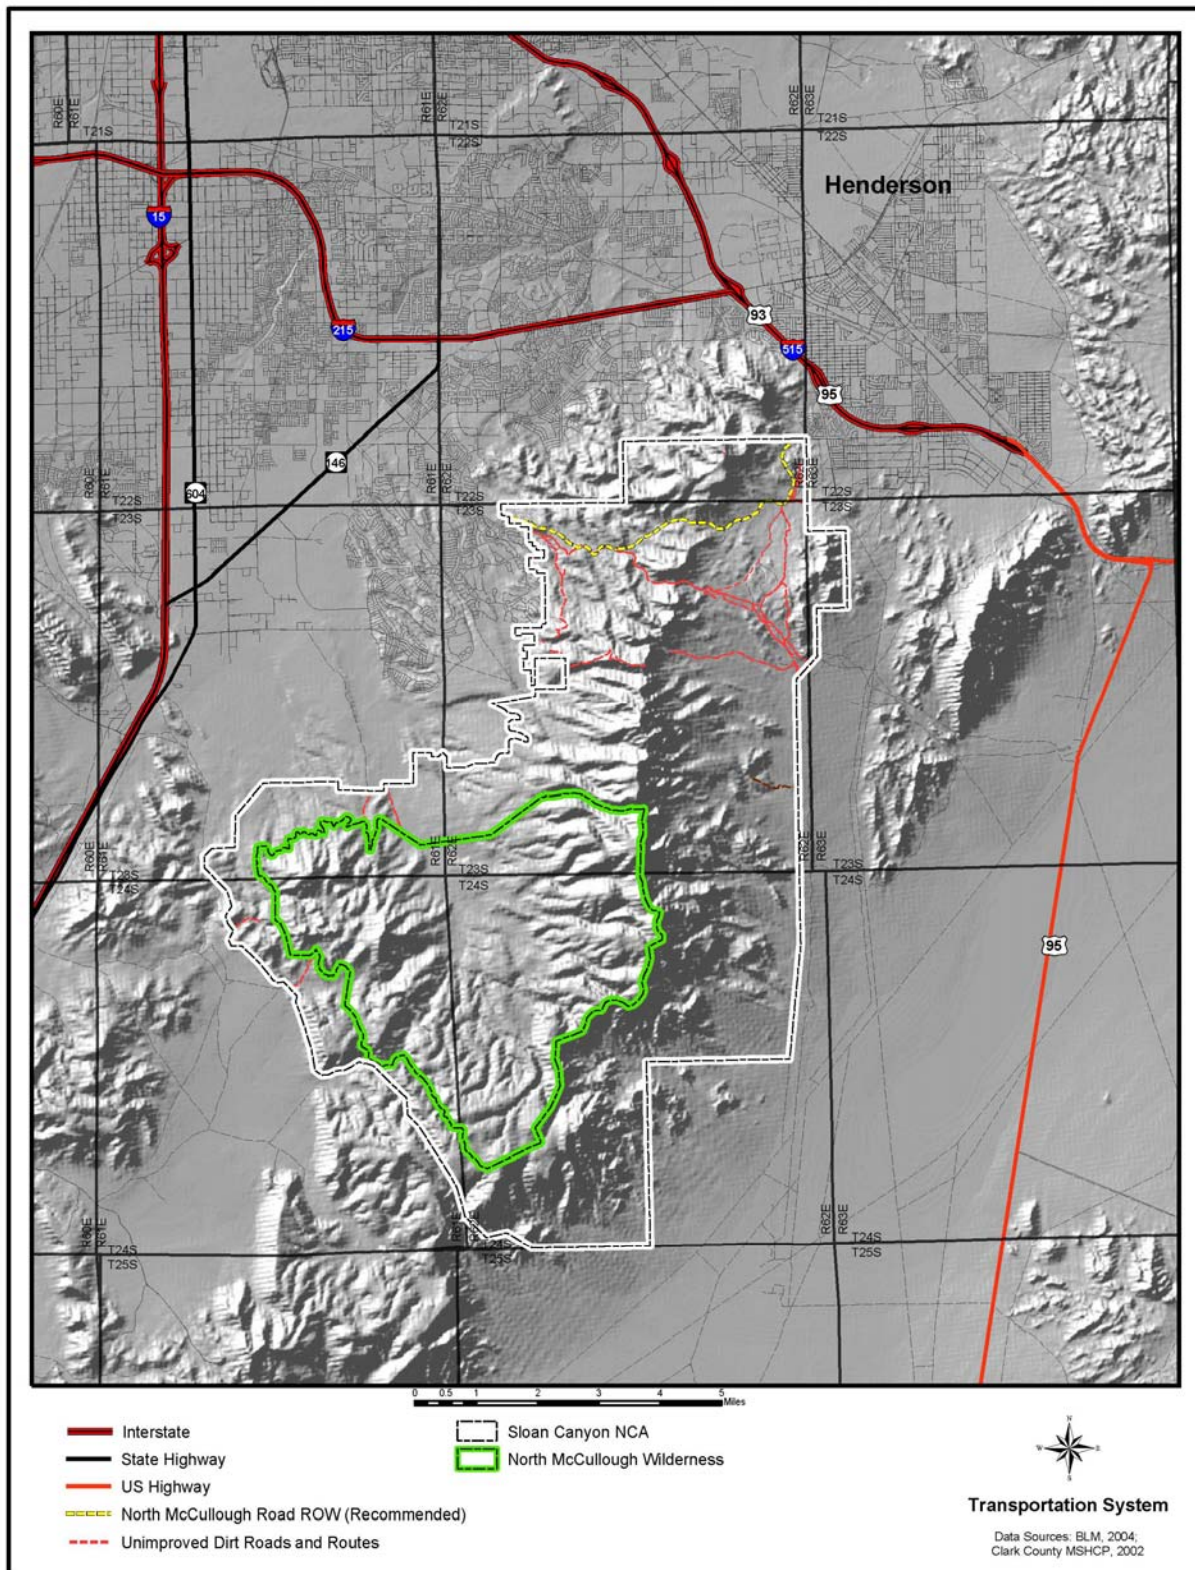 R60E
R61E
T21S
R61E
R62E
T21S
T22S
R62E
R63E
T21S
T22S
Henderson
15
215
93
515
95
146
604
R60E
R61E
T22S
T23S
R61E
R62E
T22S
T23S
R62E
R63E
T22S
T23S
R60E
R61E
T23S
T24S
R61E
R62E
T23S
T24S
R62E
R63E
T23S
T24S
95
R60E
R61E
T24S
T25S
R61E
R62E
T24S
T25S
R62E
R63E
T24S
T25S
0 0.5 1 2 3 4 5
Miles
Interstate
State Highway
US Highway
North McCullough Road ROW (Recommended)
Unimproved Dirt Roads and Routes
Sloan Canyon NCA
North McCullough Wilderness
N
W E
S
Transportation System
Data Sources: BLM, 2004;
Clark County MSHCP, 2002